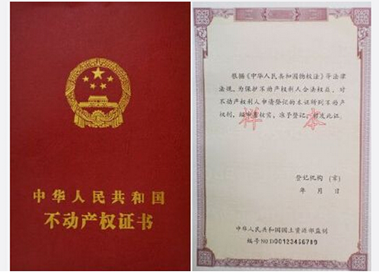 中华人民共和国
不动产权证书
根据《中华人民共和国物权法》等法律
法规，为保护不动产权利人合法权益，对
不动产权利人申请登记的本证所列不动产
权利，经审查核实，准予登记，颁发此证。
样本
登记机构（章）
年 月 日
中华人民共和国国土资源部监制
编号NO D00123456789